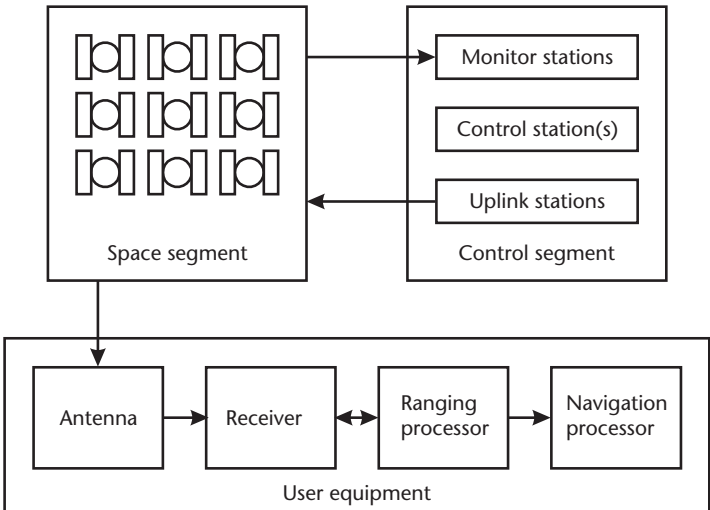 Monitor stations
Control station(s)
Uplink stations
Space segment
Control segment
Antenna
Receiver
Ranging
processor
Navigation
processor
User equipment